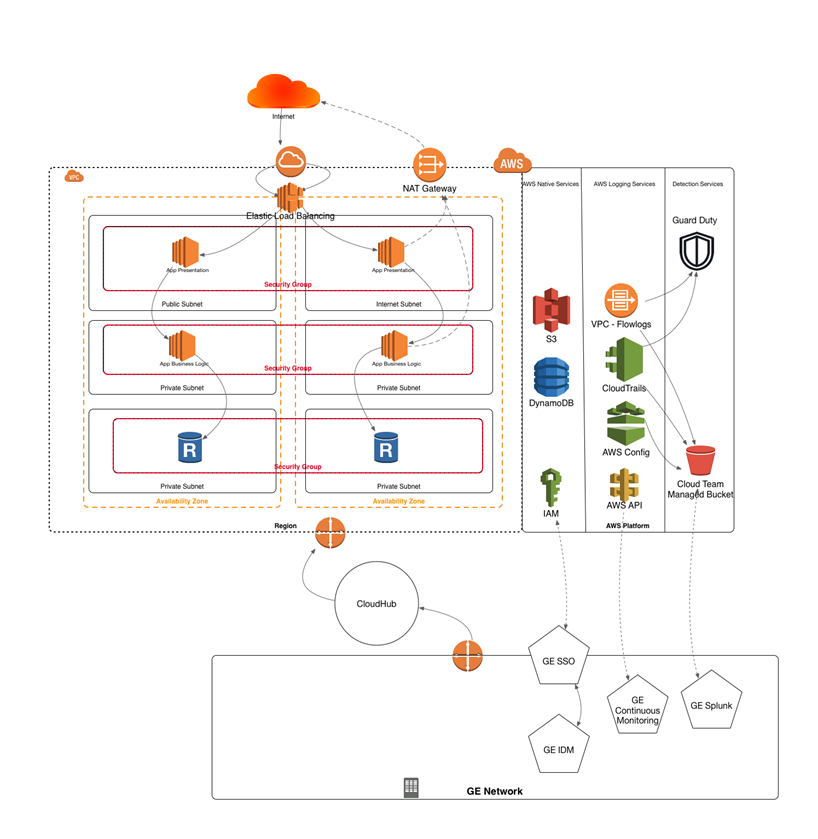 Internet
AWS
VPC
NAT Gateway
AWS Native Services
AWS Logging Services
Detection Services
Elastic Load Balancing
Guard Duty
App Presentation
App Presentation
Security Group
Public Subnet
Internet Subnet
S3
VPC - Flowlogs
App Business Logic
App Business Logic
Security Group
Private Subnet
Private Subnet
DynamoDB
CloudTrails
R
R
AWS Config
Security Group
Private Subnet
Private Subnet
Cloud Team
Managed Bucket
Availability Zone
Availability Zone
IAM
AWS API
Region
AWS Platform
CloudHub
GE SSO
GE
Continuous
Monitoring
GE Splunk
GE IDM
GE Network